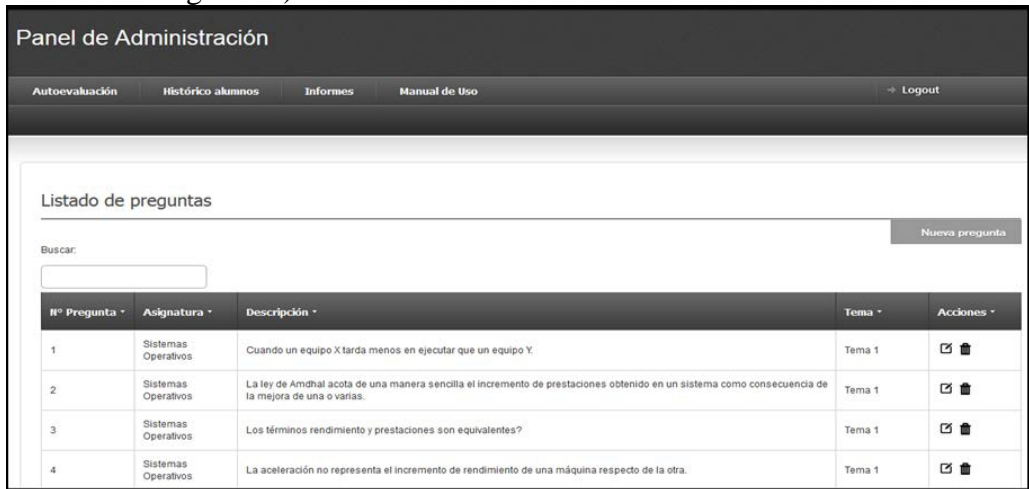 Panel de Administración
Autoevaluación Histórico alumnos Informes Manual de Uso Logout
Listado de preguntas
Nueva pregunta
Buscar:
Nº Pregunta Asignatura Descripción Tema Acciones
1 Sistemas Operativos Cuando un equipo X tarda menos en ejecutar que un equipo Y. Tema 1
2 Sistemas Operativos La ley de Amdhal acota de una manera sencilla el incremento de prestaciones obtenido en un sistema como consecuencia de
la mejora de una o varias. Tema 1
3 Sistemas Operativos Los términos rendimiento y prestaciones son equivalentes? Tema 1
4 Sistemas Operativos La aceleración no representa el incremento de rendimiento de una máquina respecto de la otra. Tema 1